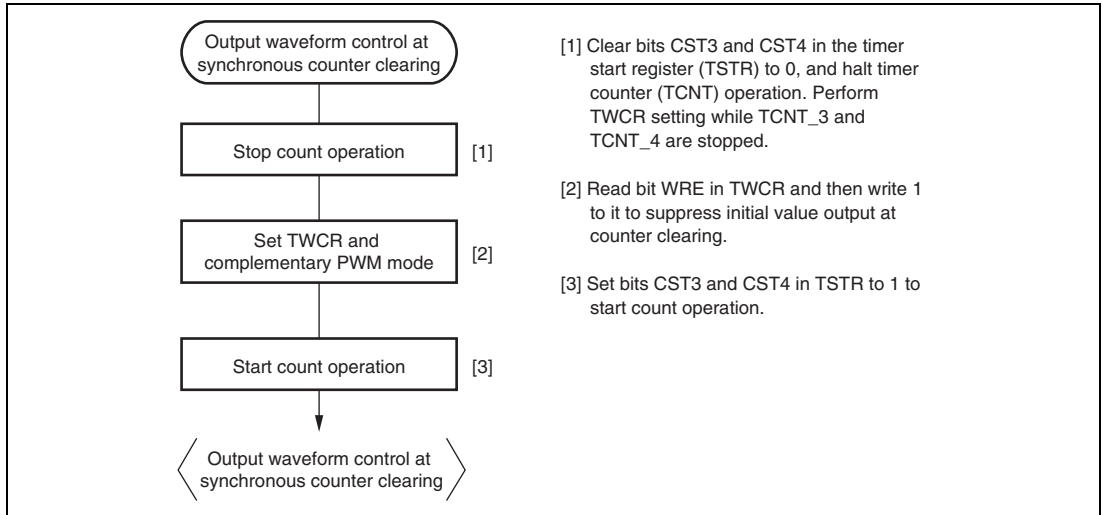 Output waveform control at
synchronous counter clearing
Stop count operation
[1]
Set TWCR and
complementary PWM mode
[2]
Start count operation
[3]
Output waveform control at
synchronous counter clearing
[1] Clear bits CST3 and CST4 in the timer
start register (TSTR) to 0, and halt timer
counter (TCNT) operation. Perform
TWCR setting while TCNT_3 and
TCNT_4 are stopped.
[2] Read bit WRE in TWCR and then write 1
to it to suppress initial value output at
counter clearing.
[3] Set bits CST3 and CST4 in TSTR to 1 to
start count operation.